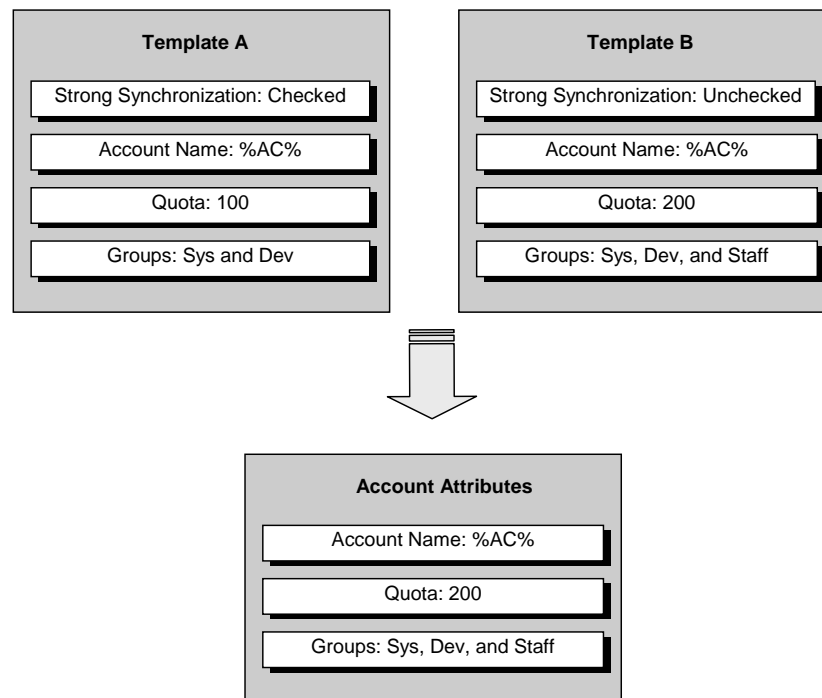 Template A
Strong Synchronization: Checked
Account Name: %AC%
Quota: 100
Groups: Sys and Dev
Template B
Strong Synchronization: Unchecked
Account Name: %AC%
Quota: 200
Groups: Sys, Dev, and Staff
Account Attributes
Account Name: %AC%
Quota: 200
Groups: Sys, Dev, and Staff